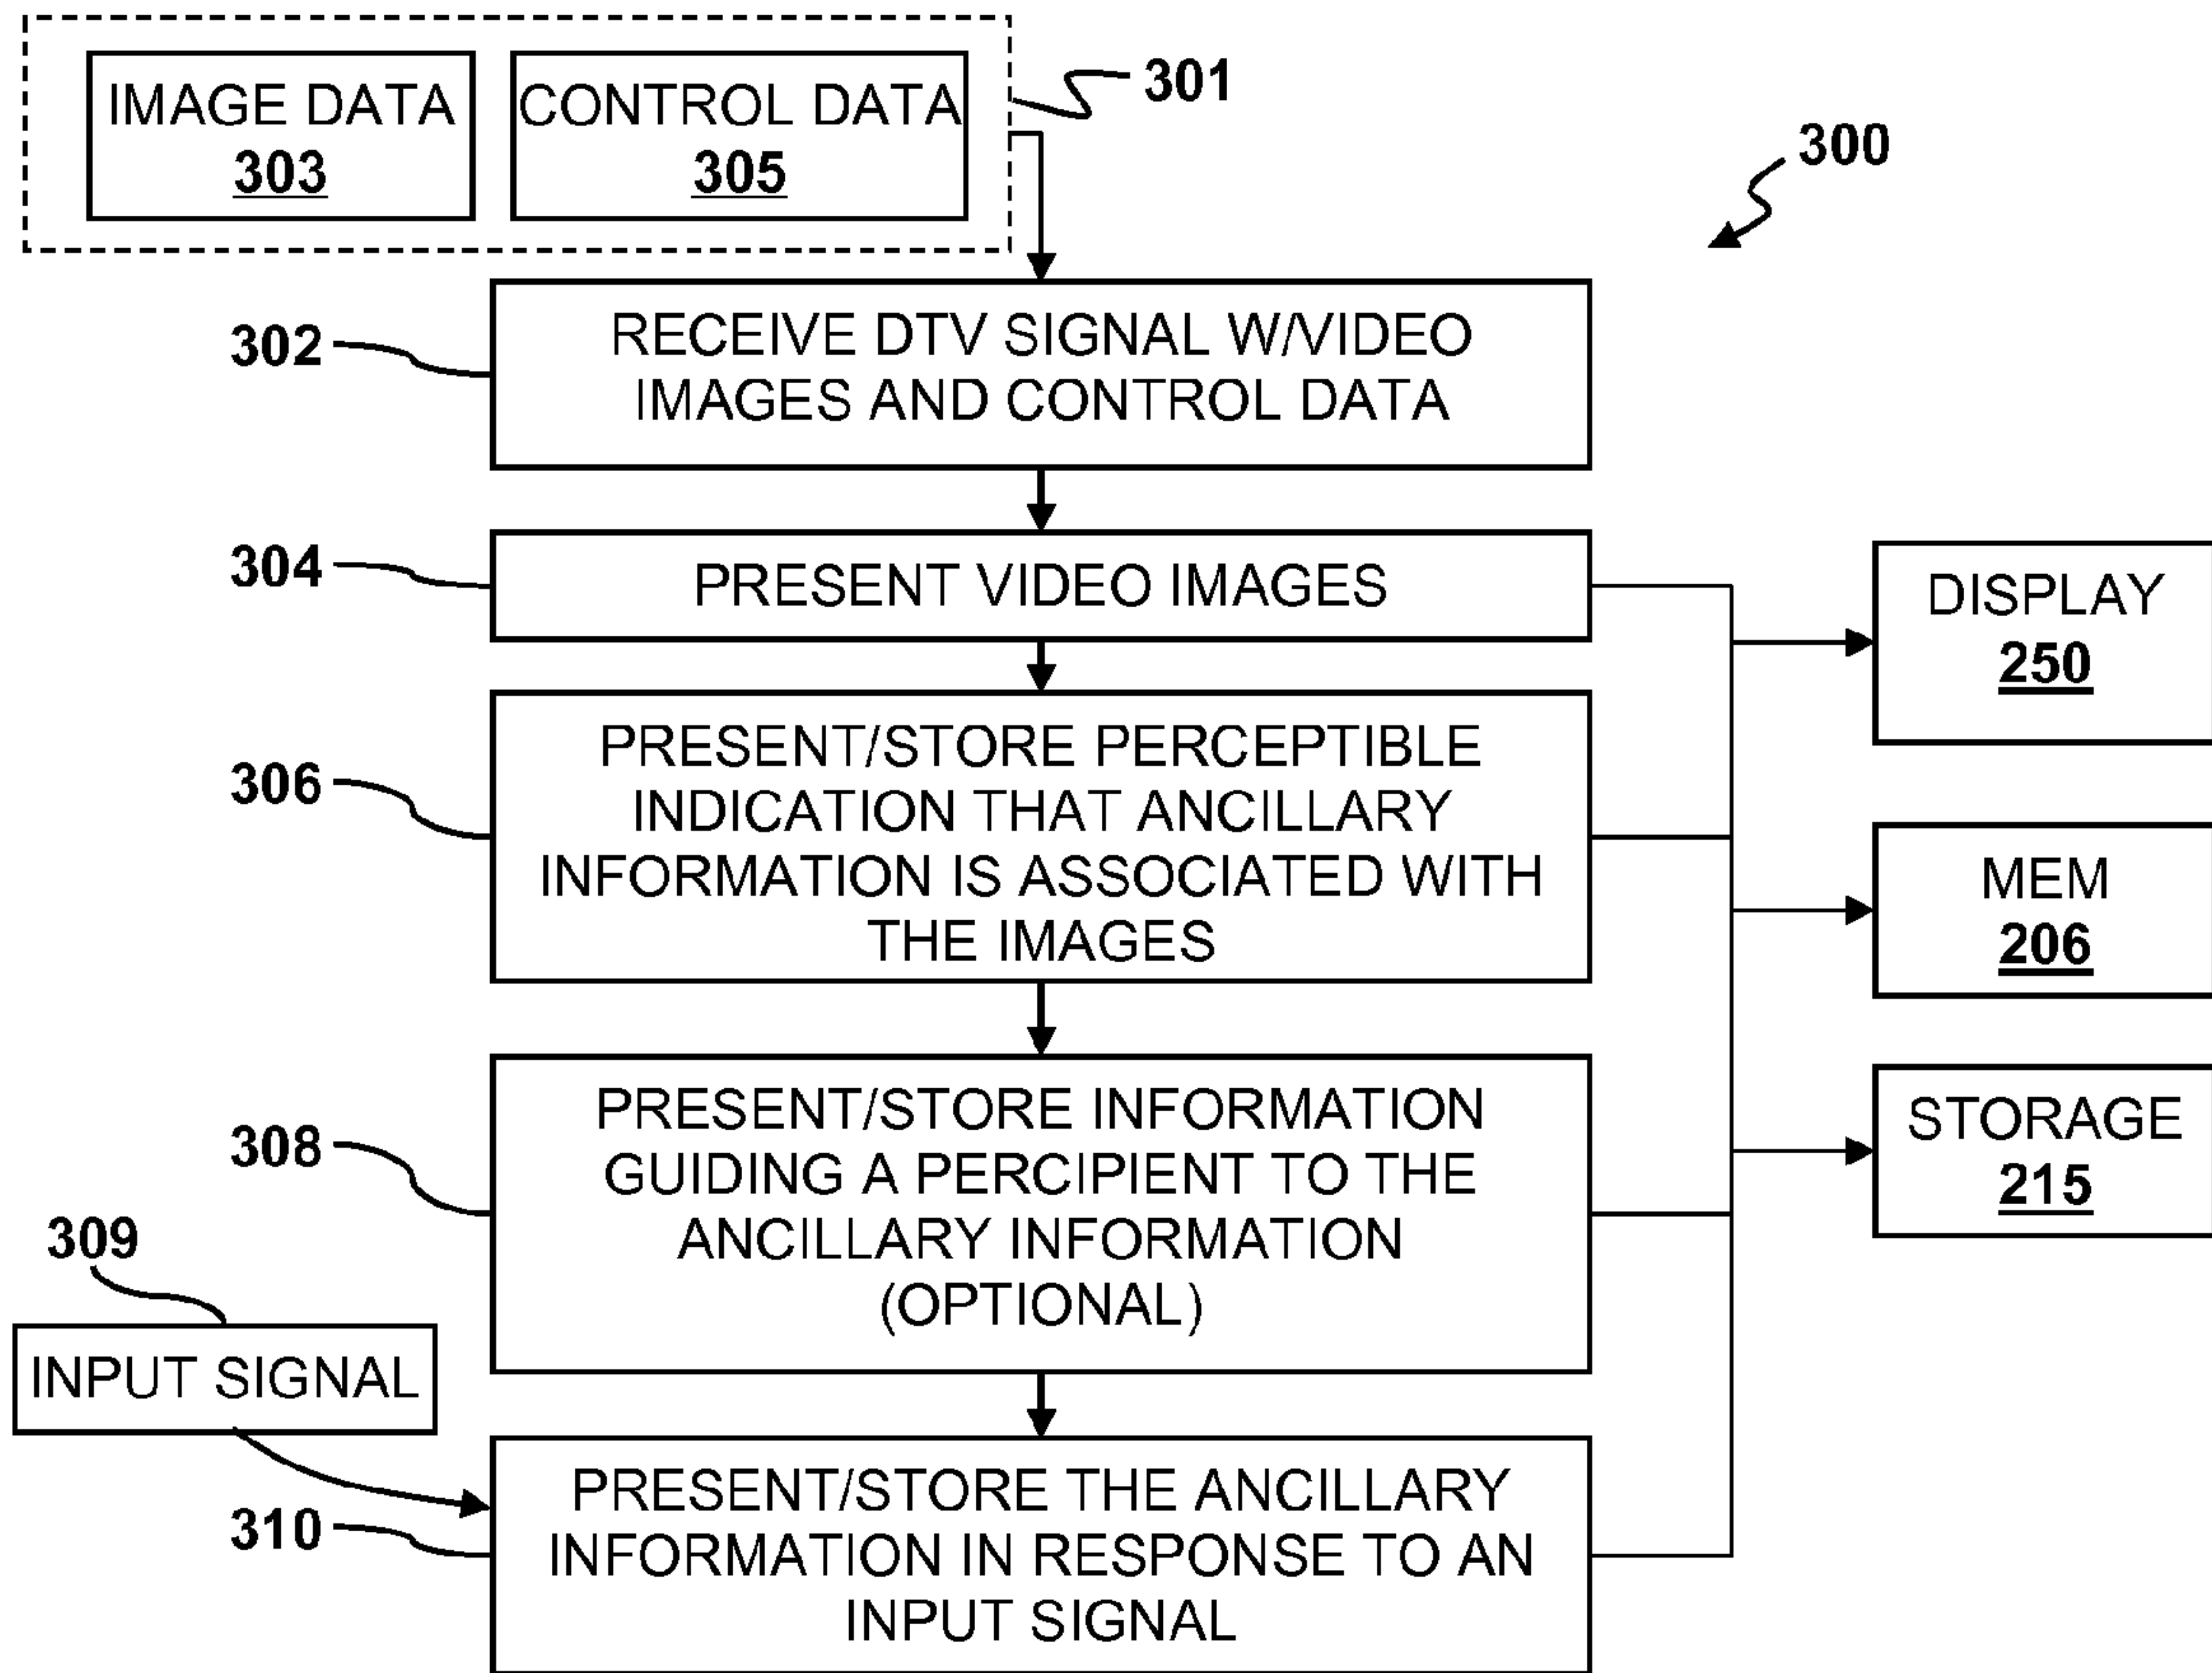 IMAGE DATA
303
CONTROL DATA
305
301
300
302
RECEIVE DTV SIGNAL W/VIDEO
IMAGES AND CONTROL DATA
304
PRESENT VIDEO IMAGES
DISPLAY
250
306
PRESENT/STORE PERCEPTIBLE
INDICATION THAT ANCILLARY
INFORMATION IS ASSOCIATED WITH
THE IMAGES
MEM
206
308
PRESENT/STORE INFORMATION
GUIDING A PERCIPIENT TO THE
ANCILLARY INFORMATION
(OPTIONAL)
STORAGE
215
309
INPUT SIGNAL
310
PRESENT/STORE THE ANCILLARY
INFORMATION IN RESPONSE TO AN
INPUT SIGNAL